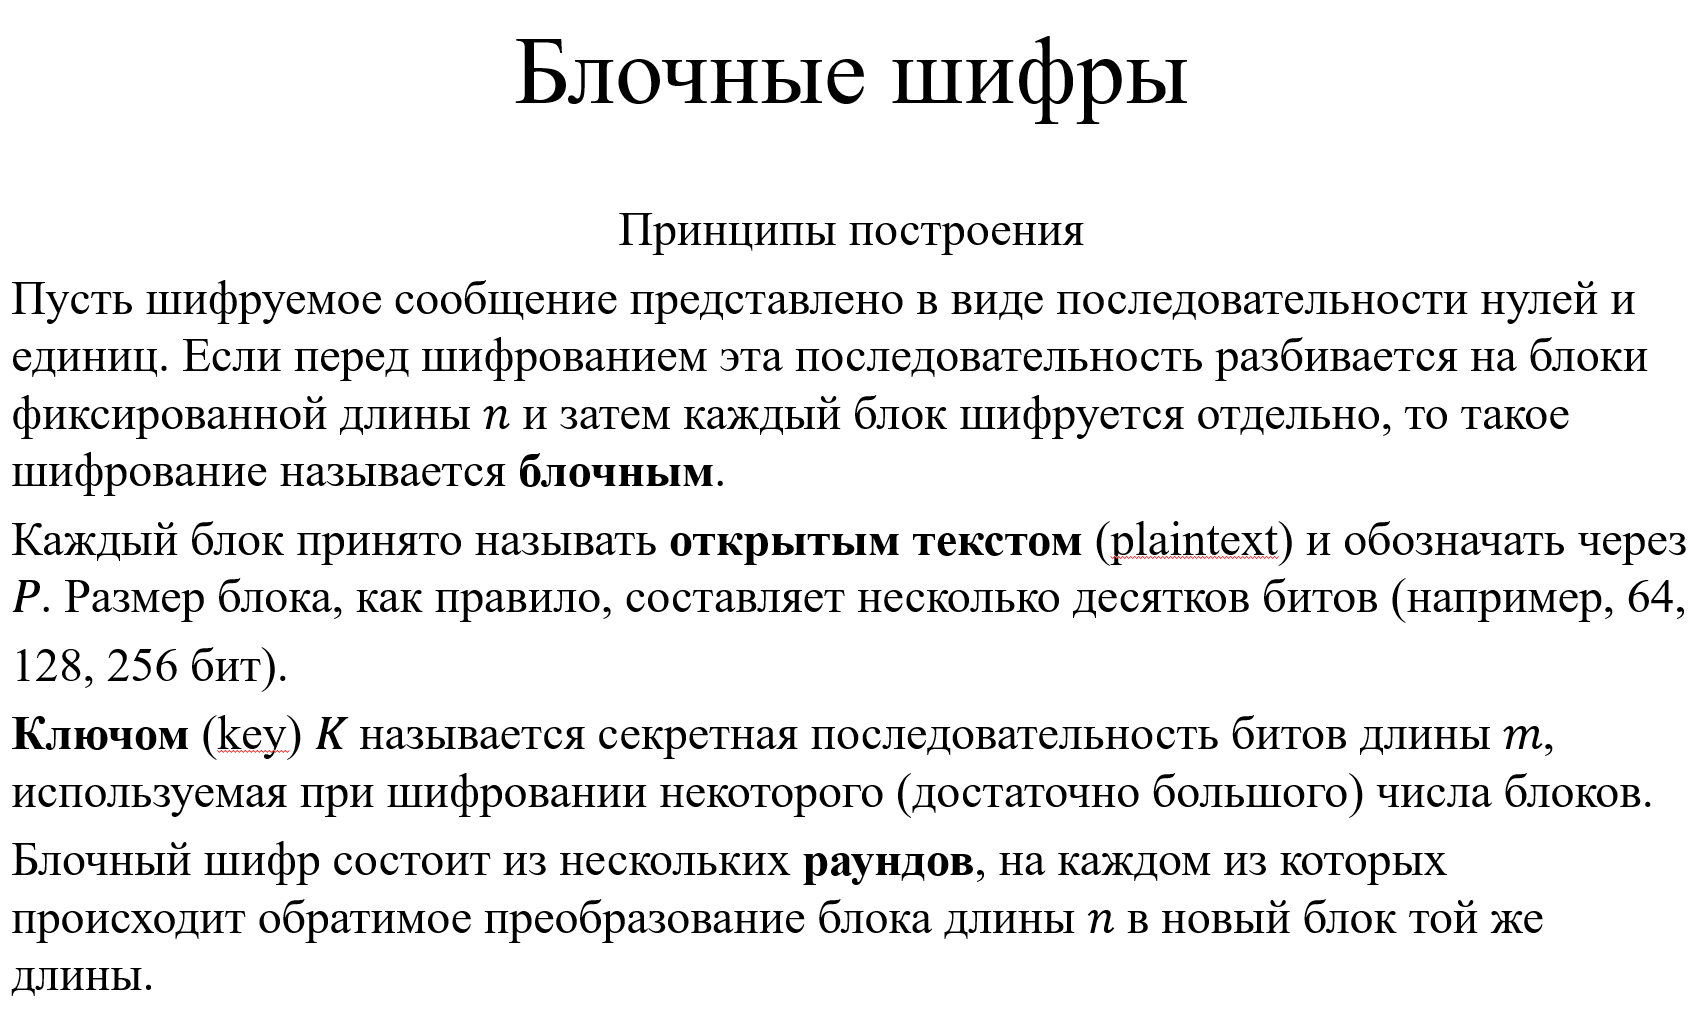 Блочные шифры
Принципы построения
Пусть шифруемое сообщение представлено в виде последовательности нулей и
единиц. Если перед шифрованием эта последовательность разбивается на блоки
фиксированной длины n и затем каждый блок шифруется отдельно, то такое
шифрование называется блочным.
Каждый блок принято называть открытым текстом (plaintext) и обозначать через
P. Размер блока, как правило, составляет несколько десятков битов (например, 64,
128, 256 бит).
Ключом (key) K называется секретная последовательность битов длины m,
используемая при шифровании некоторого (достаточно большого) числа блоков.
Блочный шифр состоит из нескольких раундов, на каждом из которых
происходит обратимое преобразование блока длины n в новый блок той же
длины.